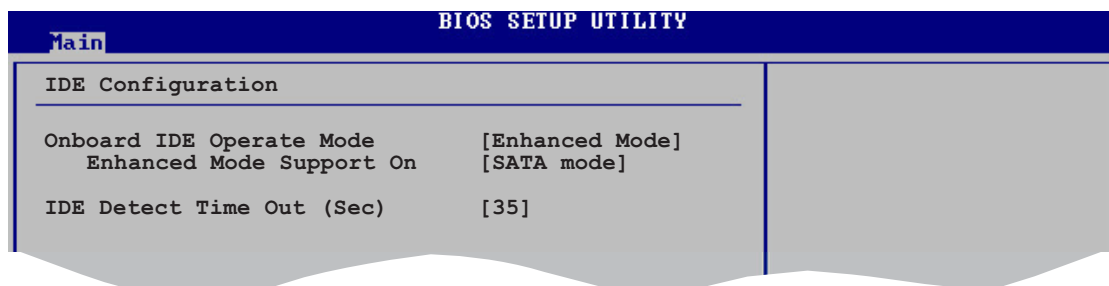 BIOS SETUP UTILITY
Main
IDE Configuration
Onboard IDE Operate Mode [Enhanced Mode]
Enhanced Mode Support On [SATA mode]
IDE Detect Time Out (Sec) [35]